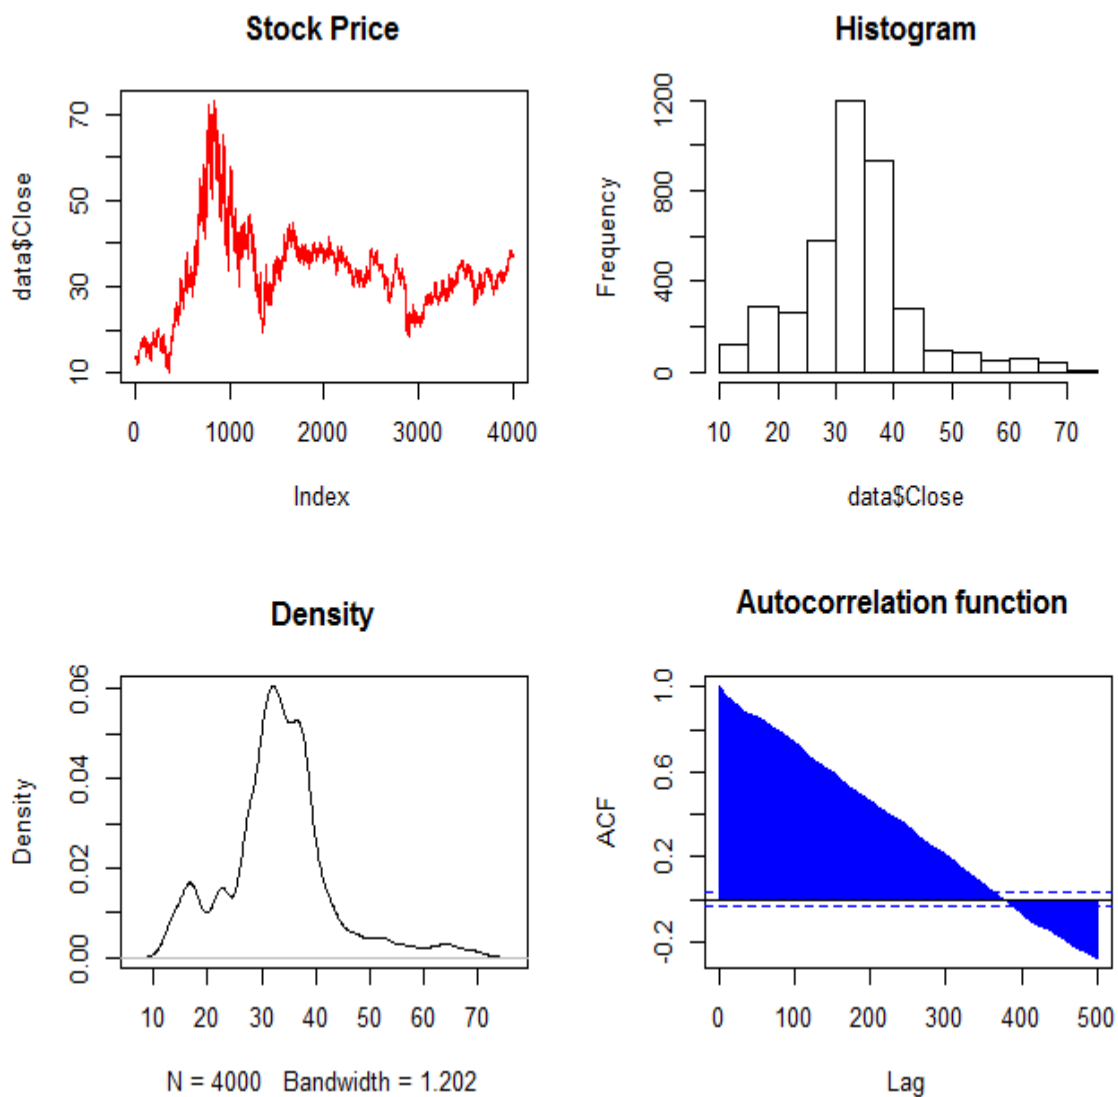 Stock Price
data$Close
70
50
30
10
0 1000 2000 3000 4000
Index
Histogram
Frequency
1200
800
400
0
10 20 30 40 50 60 70
data$Close
Density
Density
0.06
0.04
0.02
0.00
10 20 30 40 50 60 70
N = 4000 Bandwidth = 1.202
Autocorrelation function
ACF
1.0
0.6
0.2
-0.2
0 100 200 300 400 500
Lag